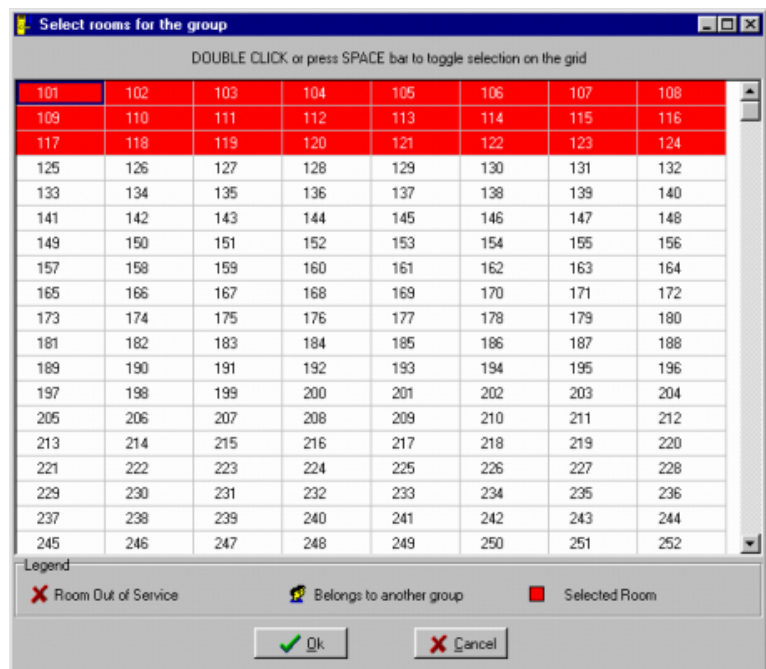 Select rooms for the group
DOUBLE CLICK or press SPACE bar to toggle selection on the grid
101 102 103 104 105 106 107 108
109 110 111 112 113 114 115 116
117 118 119 120 121 122 123 124
125 126 127 128 129 130 131 132
133 134 135 136 137 138 139 140
141 142 143 144 145 146 147 148
149 150 151 152 153 154 155 156
157 158 159 160 161 162 163 164
165 166 167 168 169 170 171 172
173 174 175 176 177 178 179 180
181 182 183 184 185 186 187 188
189 190 191 192 193 194 195 196
197 198 199 200 201 202 203 204
205 206 207 208 209 210 211 212
213 214 215 216 217 218 219 220
221 222 223 224 225 226 227 228
229 230 231 232 233 234 235 236
237 238 239 240 241 242 243 244
245 246 247 248 249 250 251 252
Legend
Room Out of Service Belongs to another group Selected Room
Ok Cancel